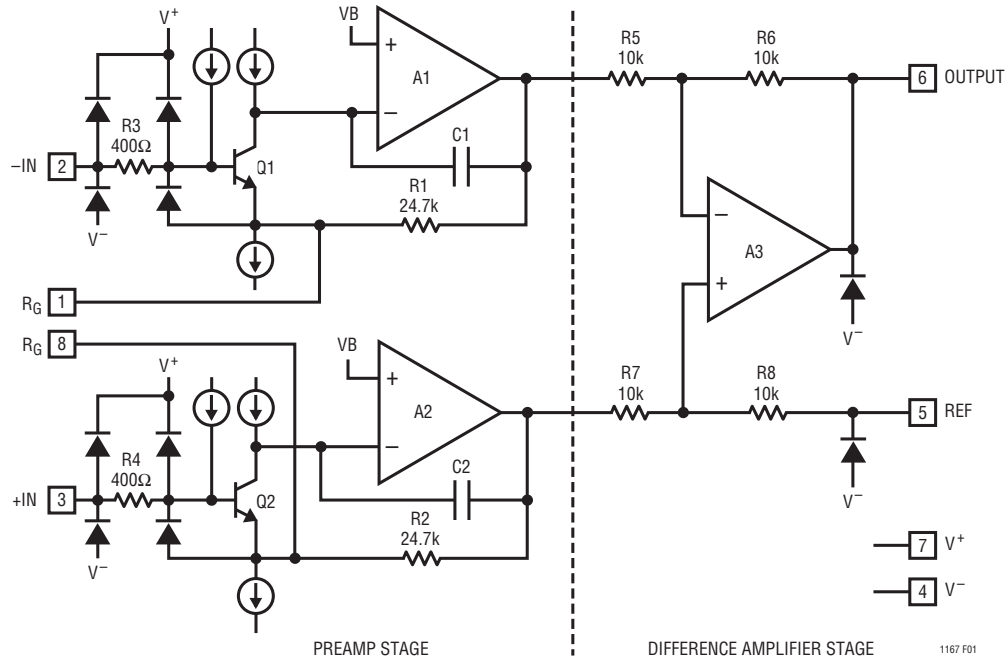 V+
VB
+
A1
−
R5
10k
R6
10k
6 OUTPUT
R3
400Ω
−IN 2
Q1
C1
R1
24.7k
V−
−
A3
+
RG 1
RG 8
V−
V+
VB
+
A2
−
R7
10k
R8
10k
5 REF
R4
400Ω
+IN 3
Q2
C2
R2
24.7k
V−
V−
7 V+
4 V−
PREAMP STAGE
DIFFERENCE AMPLIFIER STAGE
1167 F01